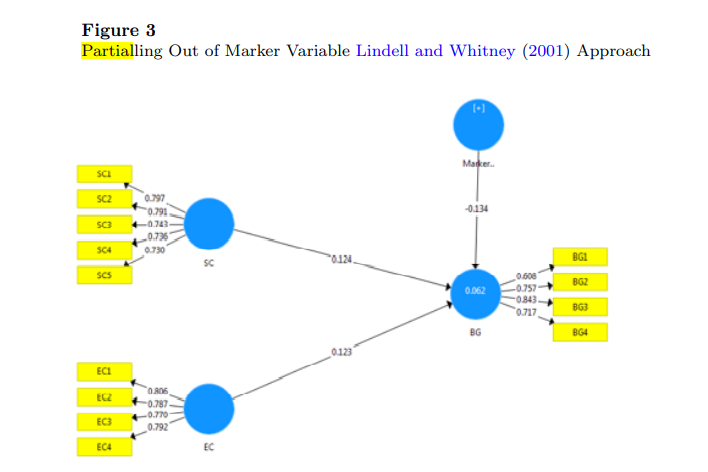 Figure 3
Partialling Out of Marker Variable Lindell and Whitney (2001) Approach
[+]
Marker..
-0.134
SC1
SC2
SC3
SC4
SC5
0.797
0.791
0.743
0.736
0.730
SC
0.124
0.062
BG
0.608
0.757
0.843
0.717
BG1
BG2
BG3
BG4
0.123
EC1
EC2
EC3
EC4
0.806
0.787
0.770
0.792
EC